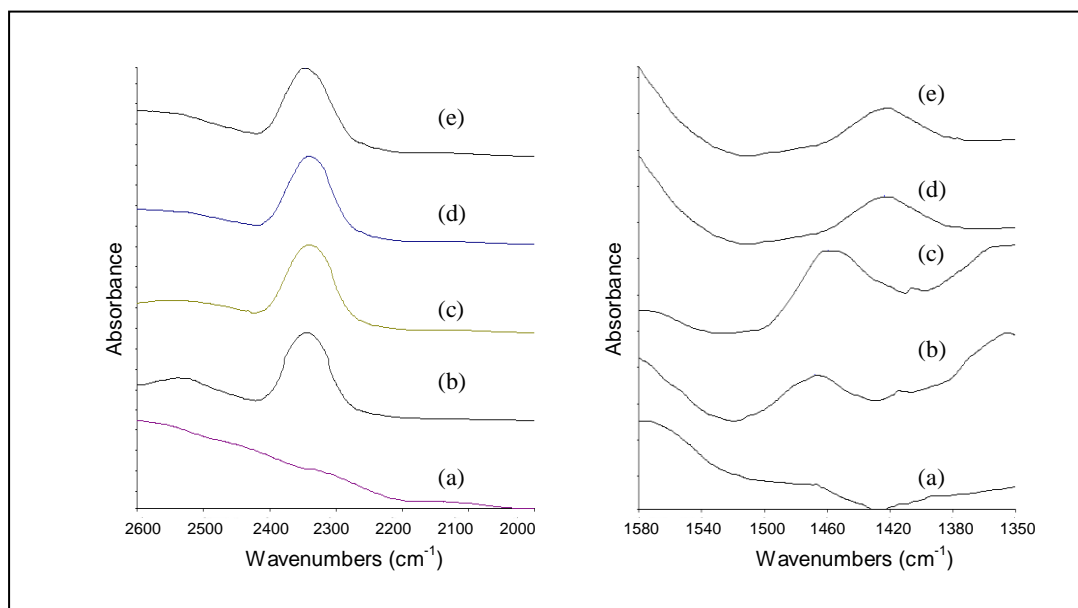 Absorbance
(e)
(d)
(c)
(b)
(a)
2600 2500 2400 2300 2200 2100 2000
Wavenumbers (cm⁻¹)
Absorbance
(e)
(d)
(c)
(b)
(a)
1580 1540 1500 1460 1420 1380 1350
Wavenumbers (cm⁻¹)